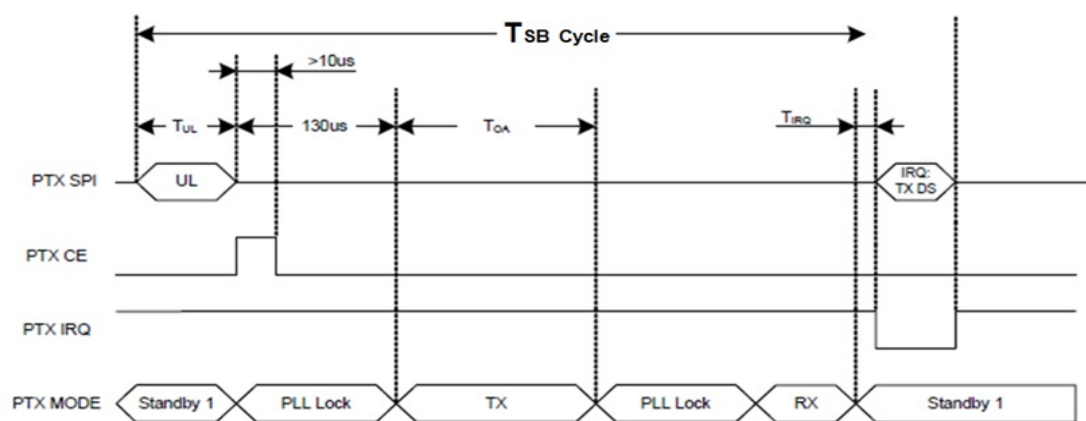 TSB Cycle
>10us
TUL 130us TOA TIRQ
PTX SPI UL IRQ: TX DS
PTX CE
PTX IRQ
PTX MODE Standby 1 PLL Lock TX PLL Lock RX Standby 1